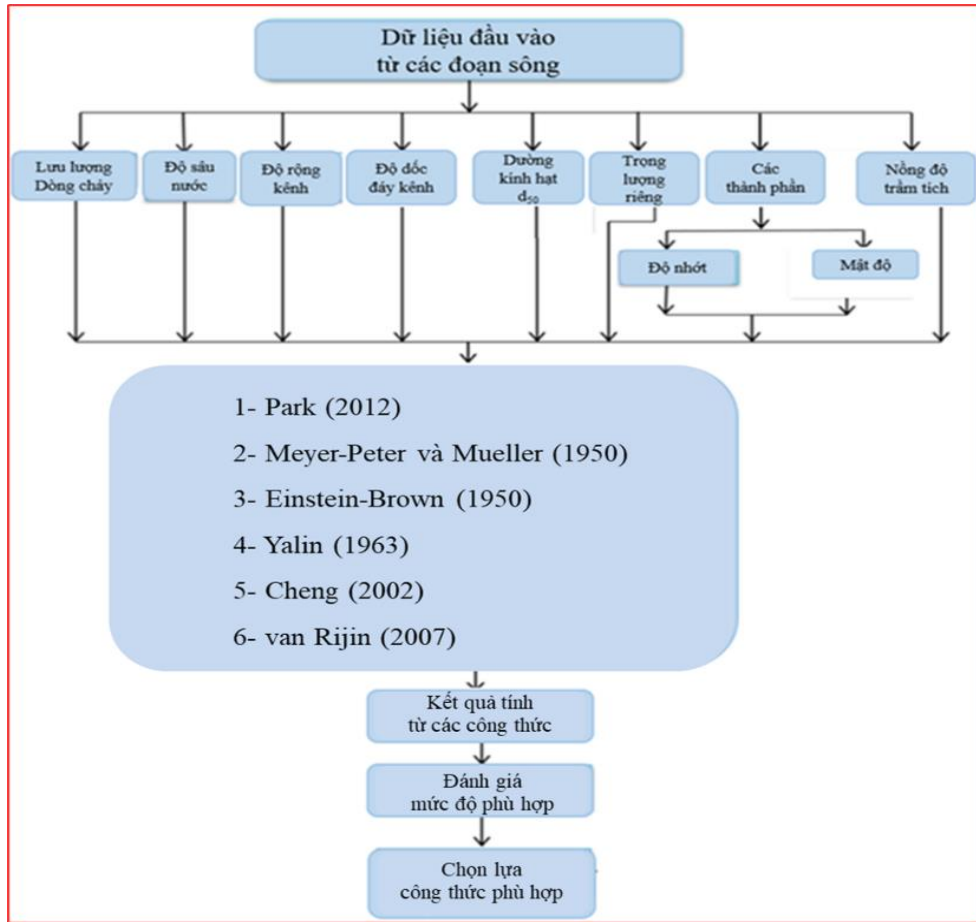 Dữ liệu đầu vào
từ các đoạn sông
Lưu lượng
Dòng chảy
Độ sâu
nước
Độ rộng
kênh
Độ dốc
đáy kênh
Dường
kính hạt
d₅₀
Trọng
lượng
riêng
Các
thành phần
Nồng độ
trầm tích
Độ nhớt
Mật độ
1- Park (2012)
2- Meyer-Peter và Mueller (1950)
3- Einstein-Brown (1950)
4- Yalin (1963)
5- Cheng (2002)
6- van Rijin (2007)
Kết quả tính
từ các công thức
Đánh giá
mức độ phù hợp
Chọn lựa
công thức phù hợp